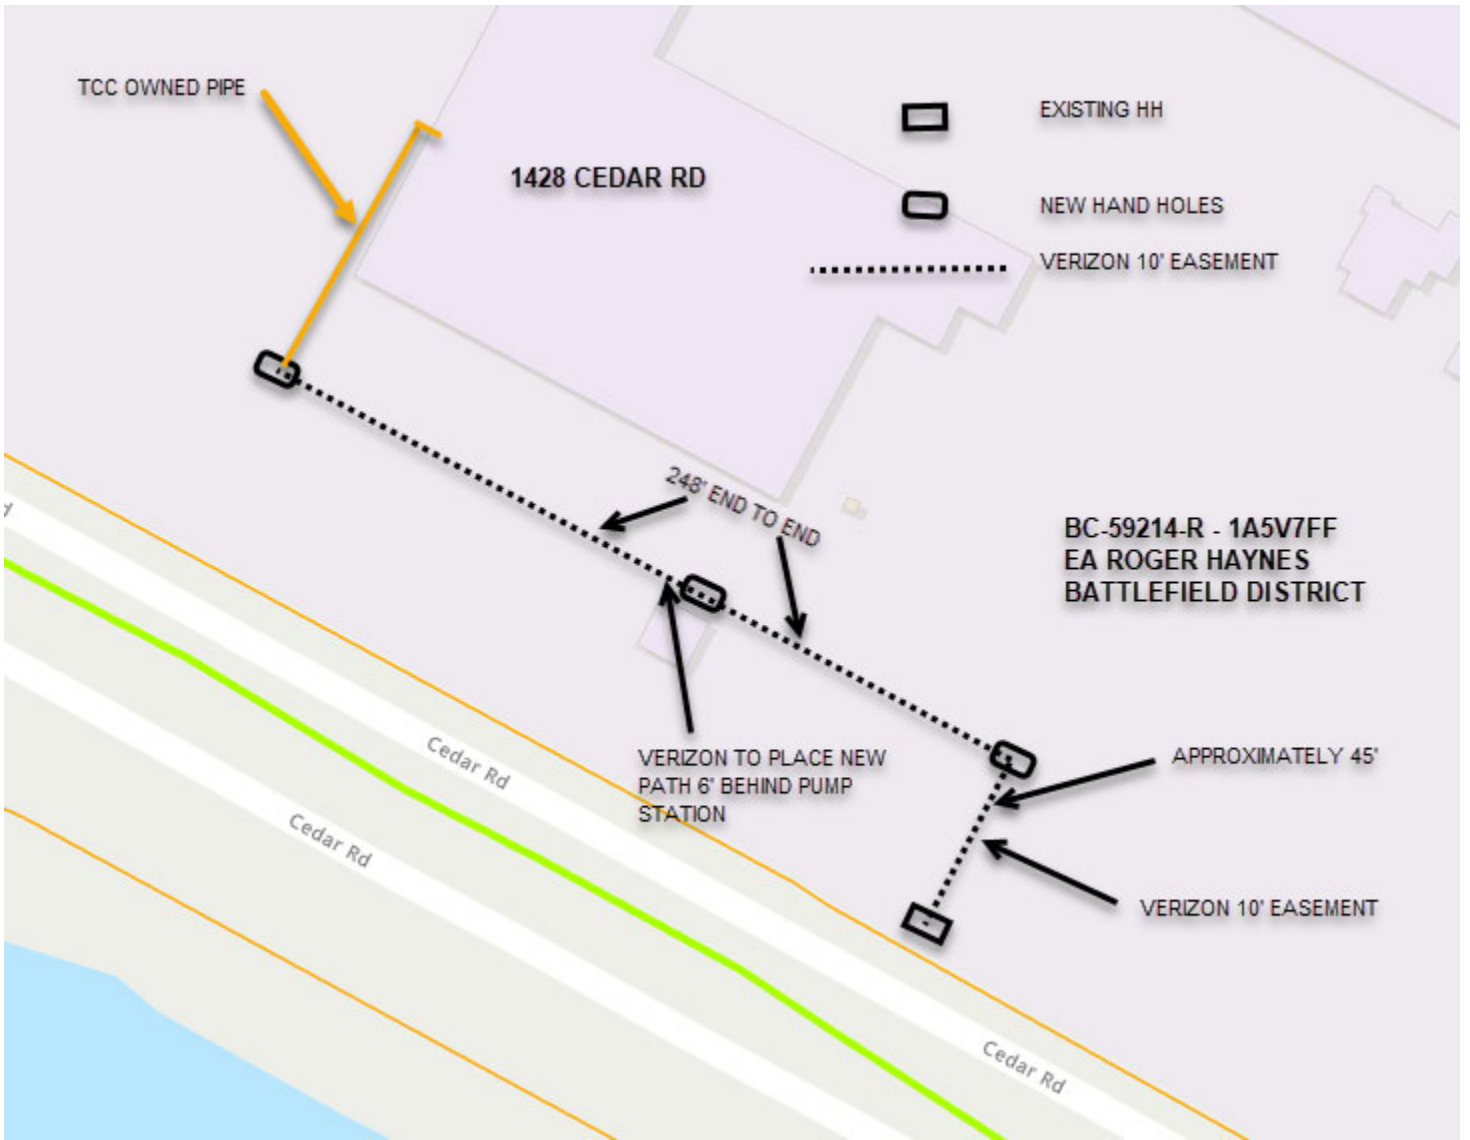 TCC OWNED PIPE
1428 CEDAR RD
EXISTING HH
NEW HAND HOLES
VERIZON 10' EASEMENT
248' END TO END
BC-59214-R - 1A5V7FF
EA ROGER HAYNES
BATTLEFIELD DISTRICT
VERIZON TO PLACE NEW
PATH 6' BEHIND PUMP
STATION
APPROXIMATELY 45'
VERIZON 10' EASEMENT
Cedar Rd
Cedar Rd
Cedar Rd